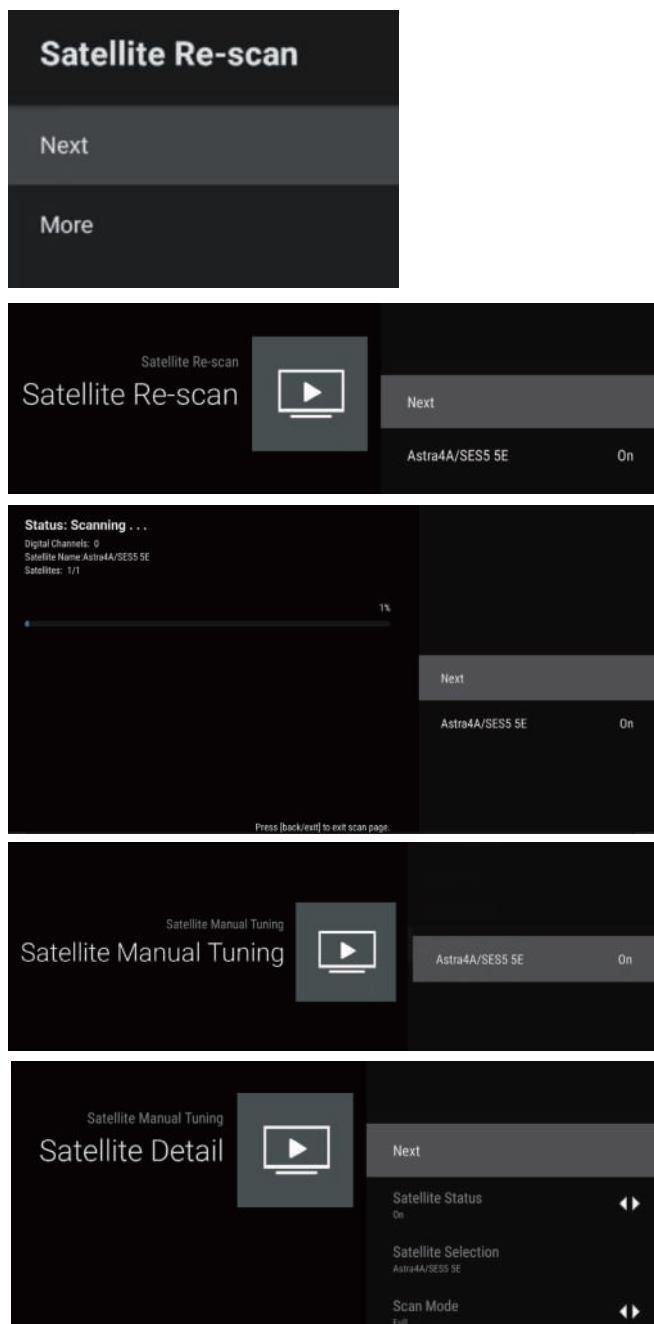 Satellite Re-scan
Next
More
Satellite Re-scan
Satellite Re-scan
Next
Astra4A/SES5 5E On
Status: Scanning . . .
Digital Channels: 0
Satellite Name:Astra4A/SES5 5E
Satellites: 1/1
1%
Next
Astra4A/SES5 5E On
Press [back/exit] to exit scan page.
Satellite Manual Tuning
Satellite Manual Tuning
Astra4A/SES5 5E On
Satellite Manual Tuning
Satellite Detail
Next
Satellite Status
On
Satellite Selection
Astra4A/SES5 5E
Scan Mode
Full